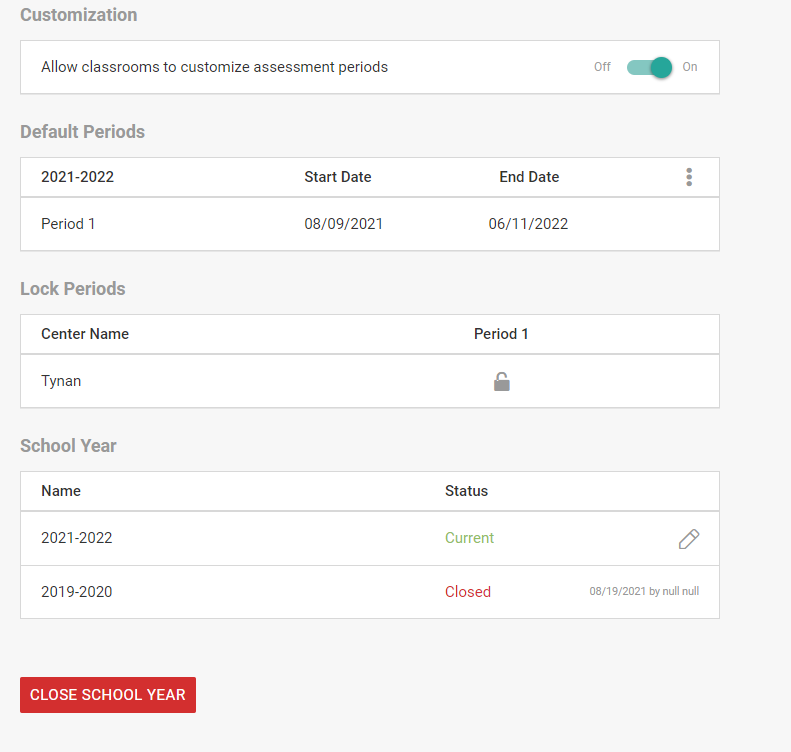 Customization
Allow classrooms to customize assessment periods Off On
Default Periods
2021-2022 Start Date End Date
Period 1 08/09/2021 06/11/2022
Lock Periods
Center Name Period 1
Tynan
School Year
Name Status
2021-2022 Current
2019-2020 Closed 08/19/2021 by null null
CLOSE SCHOOL YEAR